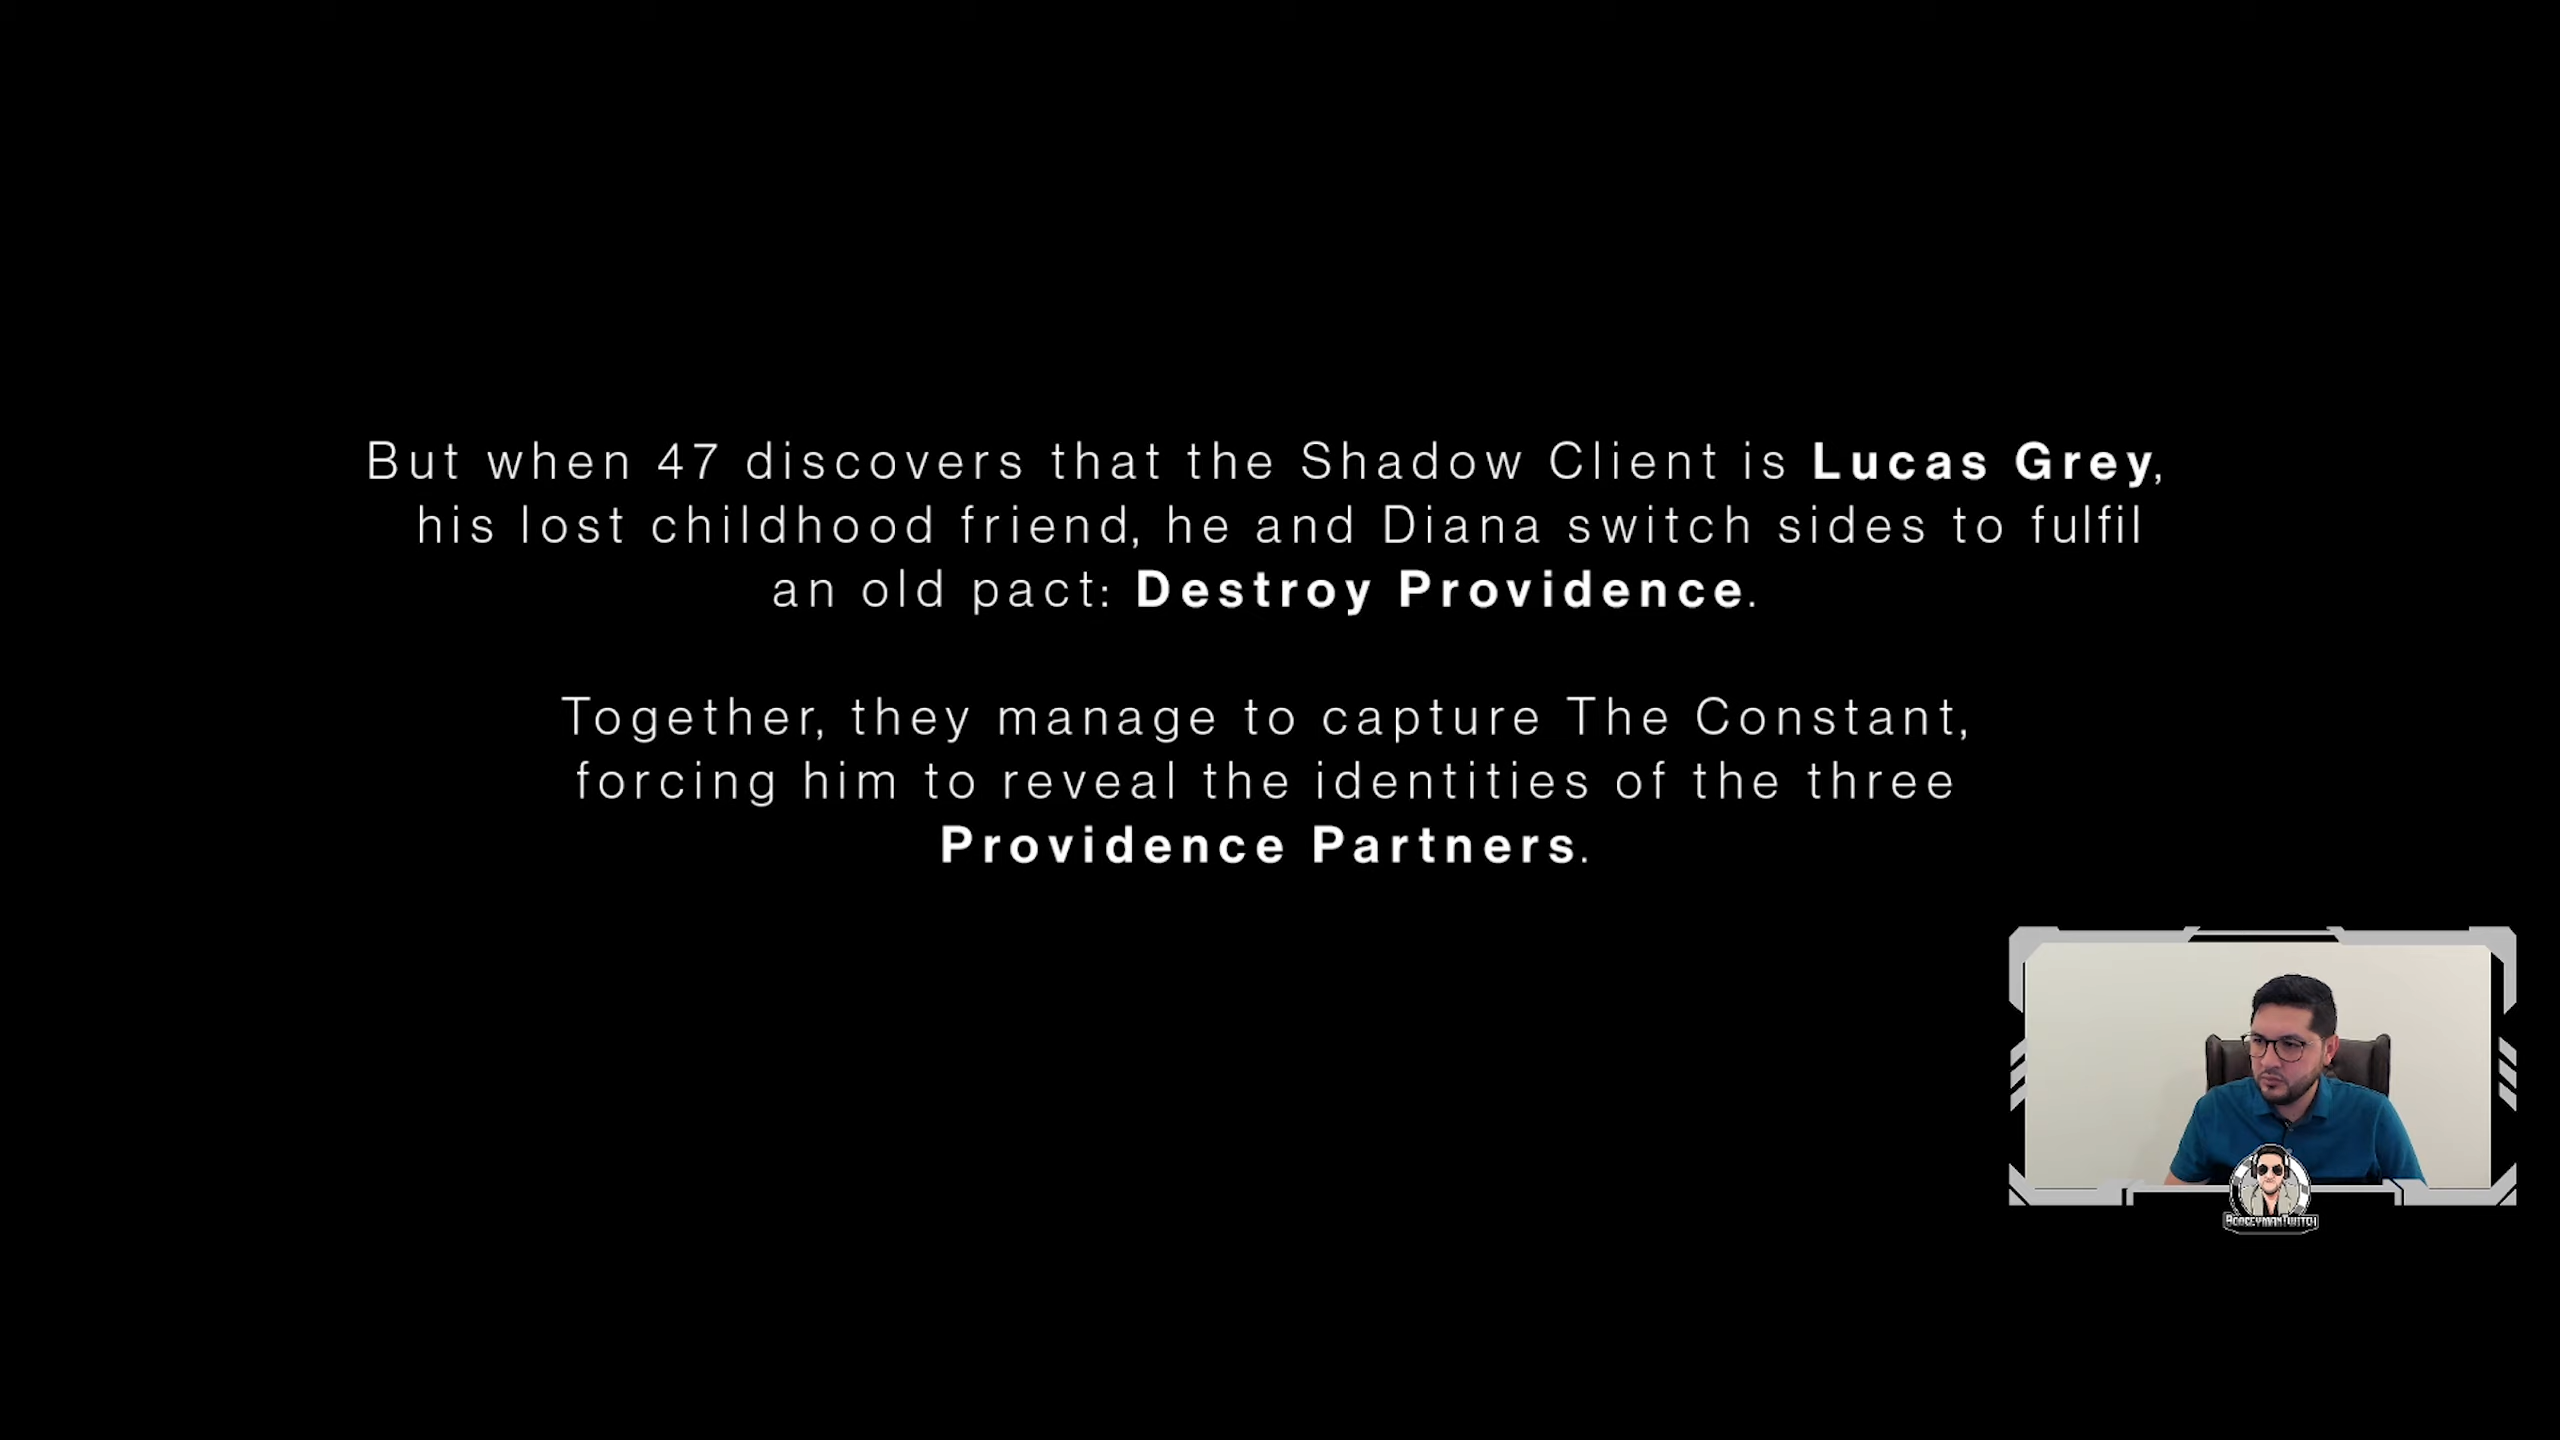 But when 47 discovers that the Shadow Client is Lucas Grey,
his lost childhood friend, he and Diana switch sides to fulfil
an old pact: Destroy Providence.
Together, they manage to capture The Constant,
forcing him to reveal the identities of the three
Providence Partners.
BOOGEYMANTWITCH